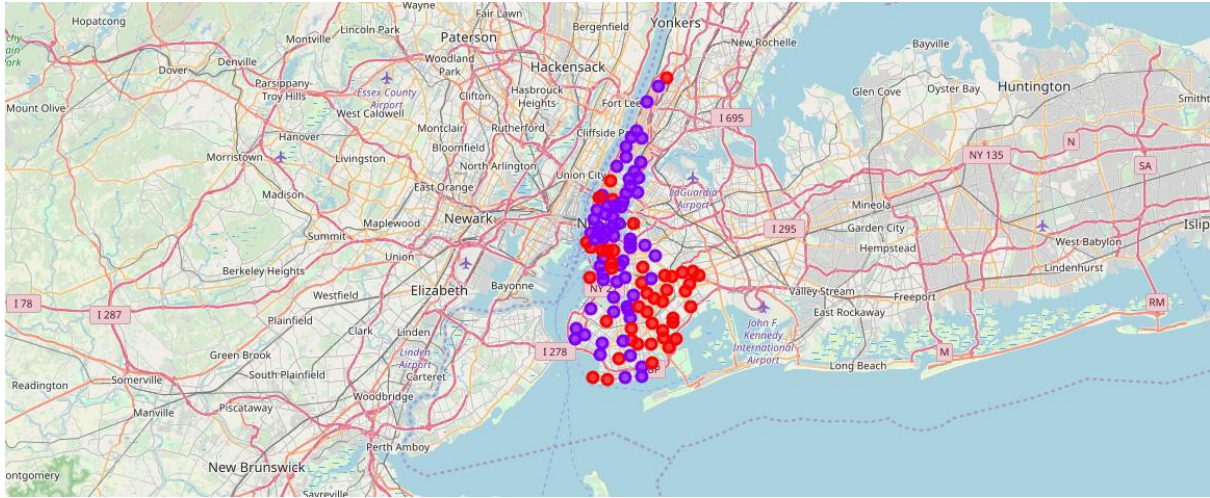 Hopatcong
Wayne
Fair Lawn
Bergenfield
Yonkers
Lincoln Park
Montville
Paterson
New Rochelle
Bayville
Denville
Woodland
Park
Dover
Hackensack
Parsippany-
Troy Hills
Essex County
Airport
Clifton
Hasbrouck
Heights
Fort Lee
Glen Cove
Oyster Bay
Huntington
Smith
Mount Olive
West Caldwell
I 695
Hanover
Montclair
Rutherford
Cliffside Pa
Bloomfield
N
NY 135
SA
Morristown
Livingston
North Arlington
Union City
LaGuardia
Airport
East Orange
Madison
Mineola
Maplewood
Newark
N
Garden City
I 295
Islip
Summit
Hempstead
West Babylon
Union
Berkeley Heights
Lindenhurst
Elizabeth
Bayonne
NY 2
Valley Stream
Freeport
I 78
I 287
Westfield
RM
Plainfield
Clark
East Rockaway
John F.
Kennedy
International
Airport
Linden
Linden
Airport
Green Brook
I 278
M
Long Beach
South Plainfield
Carteret
Readington
Somerville
Woodbridge
Manville
Piscataway
Perth Amboy
New Brunswick
ontgomery
Sayreville